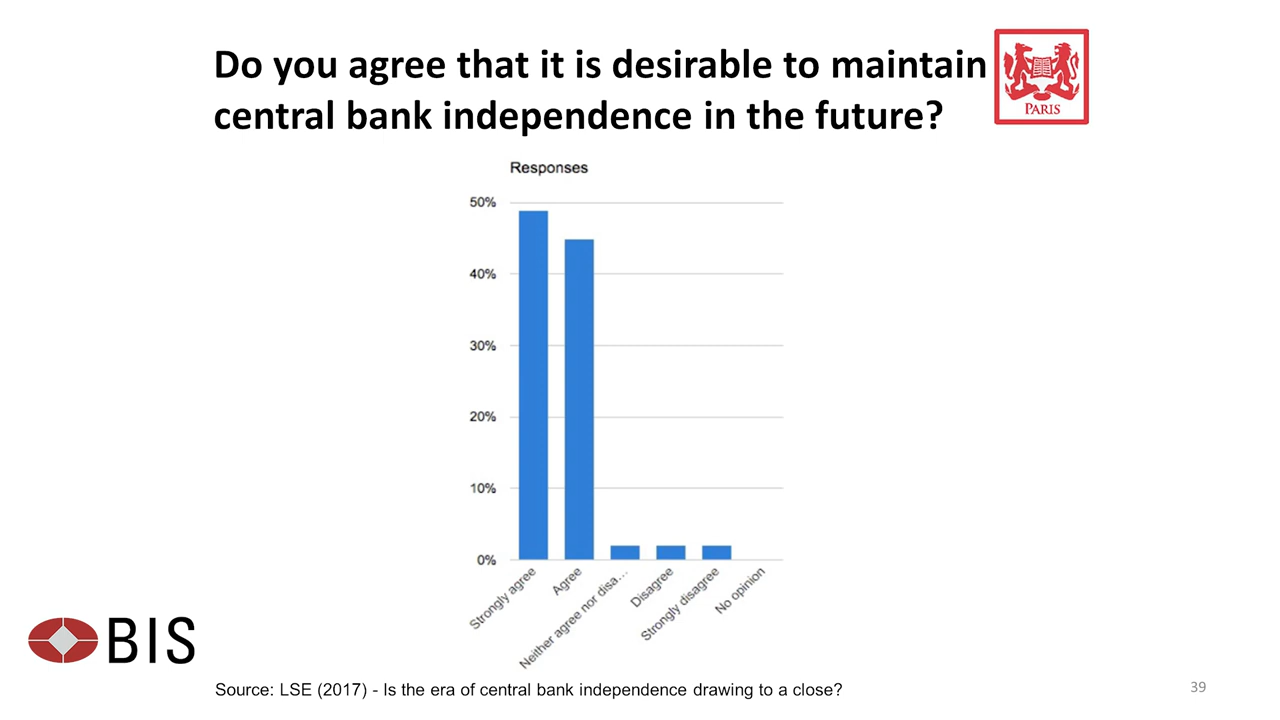 Do you agree that it is desirable to maintain
central bank independence in the future?
PARIS
Responses
50%
40%
30%
20%
10%
0%
Strongly agree
Agree
Neither agree nor disa...
Disagree
Strongly disagree
No opinion
BIS
Source: LSE (2017) - Is the era of central bank independence drawing to a close?
39